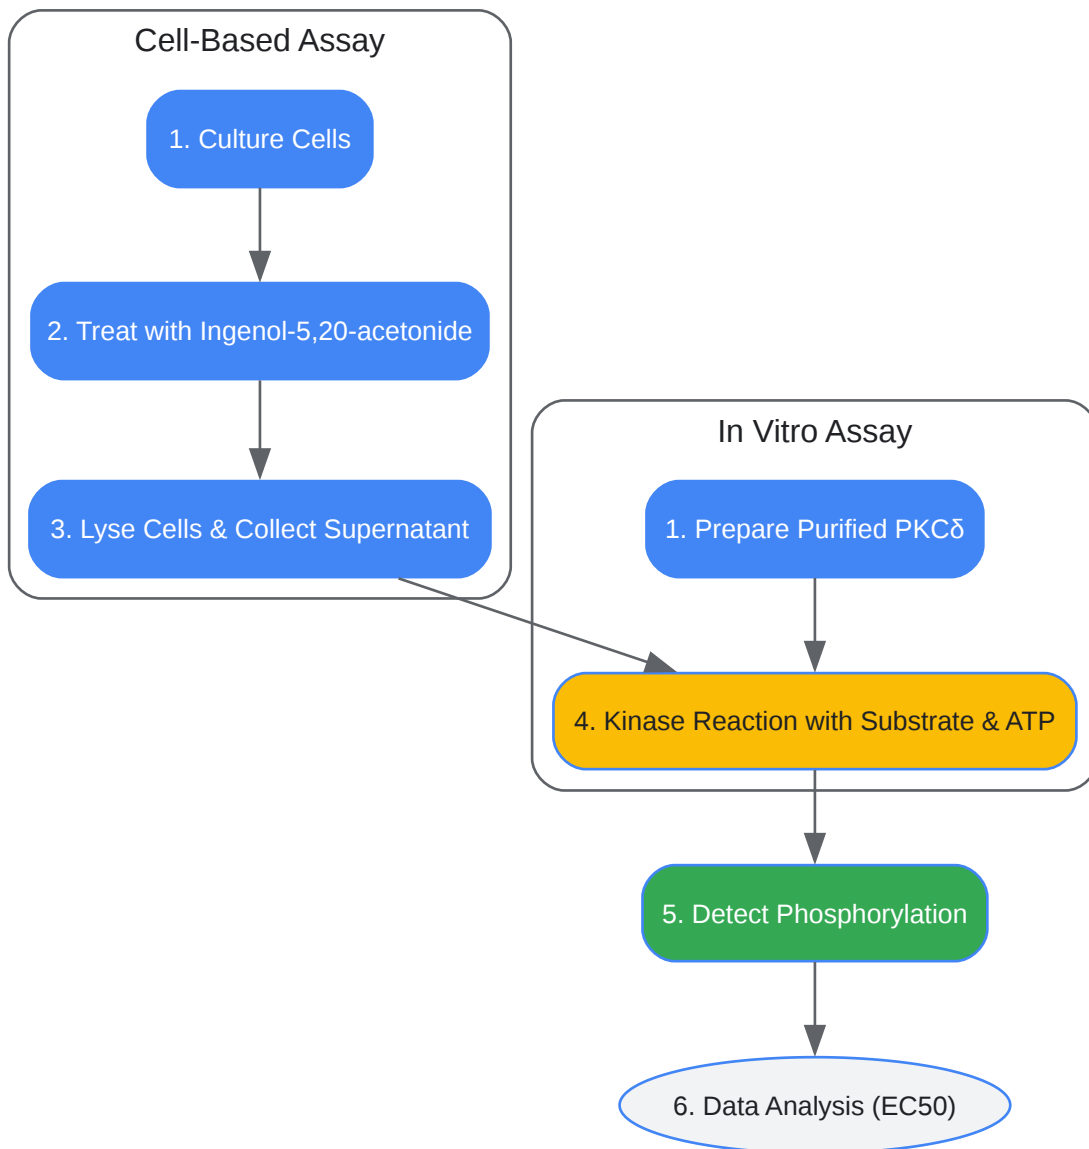 Cell-Based Assay
1. Culture Cells
2. Treat with Ingenol-5,20-acetonide
3. Lyse Cells & Collect Supernatant
In Vitro Assay
1. Prepare Purified PKCδ
4. Kinase Reaction with Substrate & ATP
5. Detect Phosphorylation
6. Data Analysis (EC50)